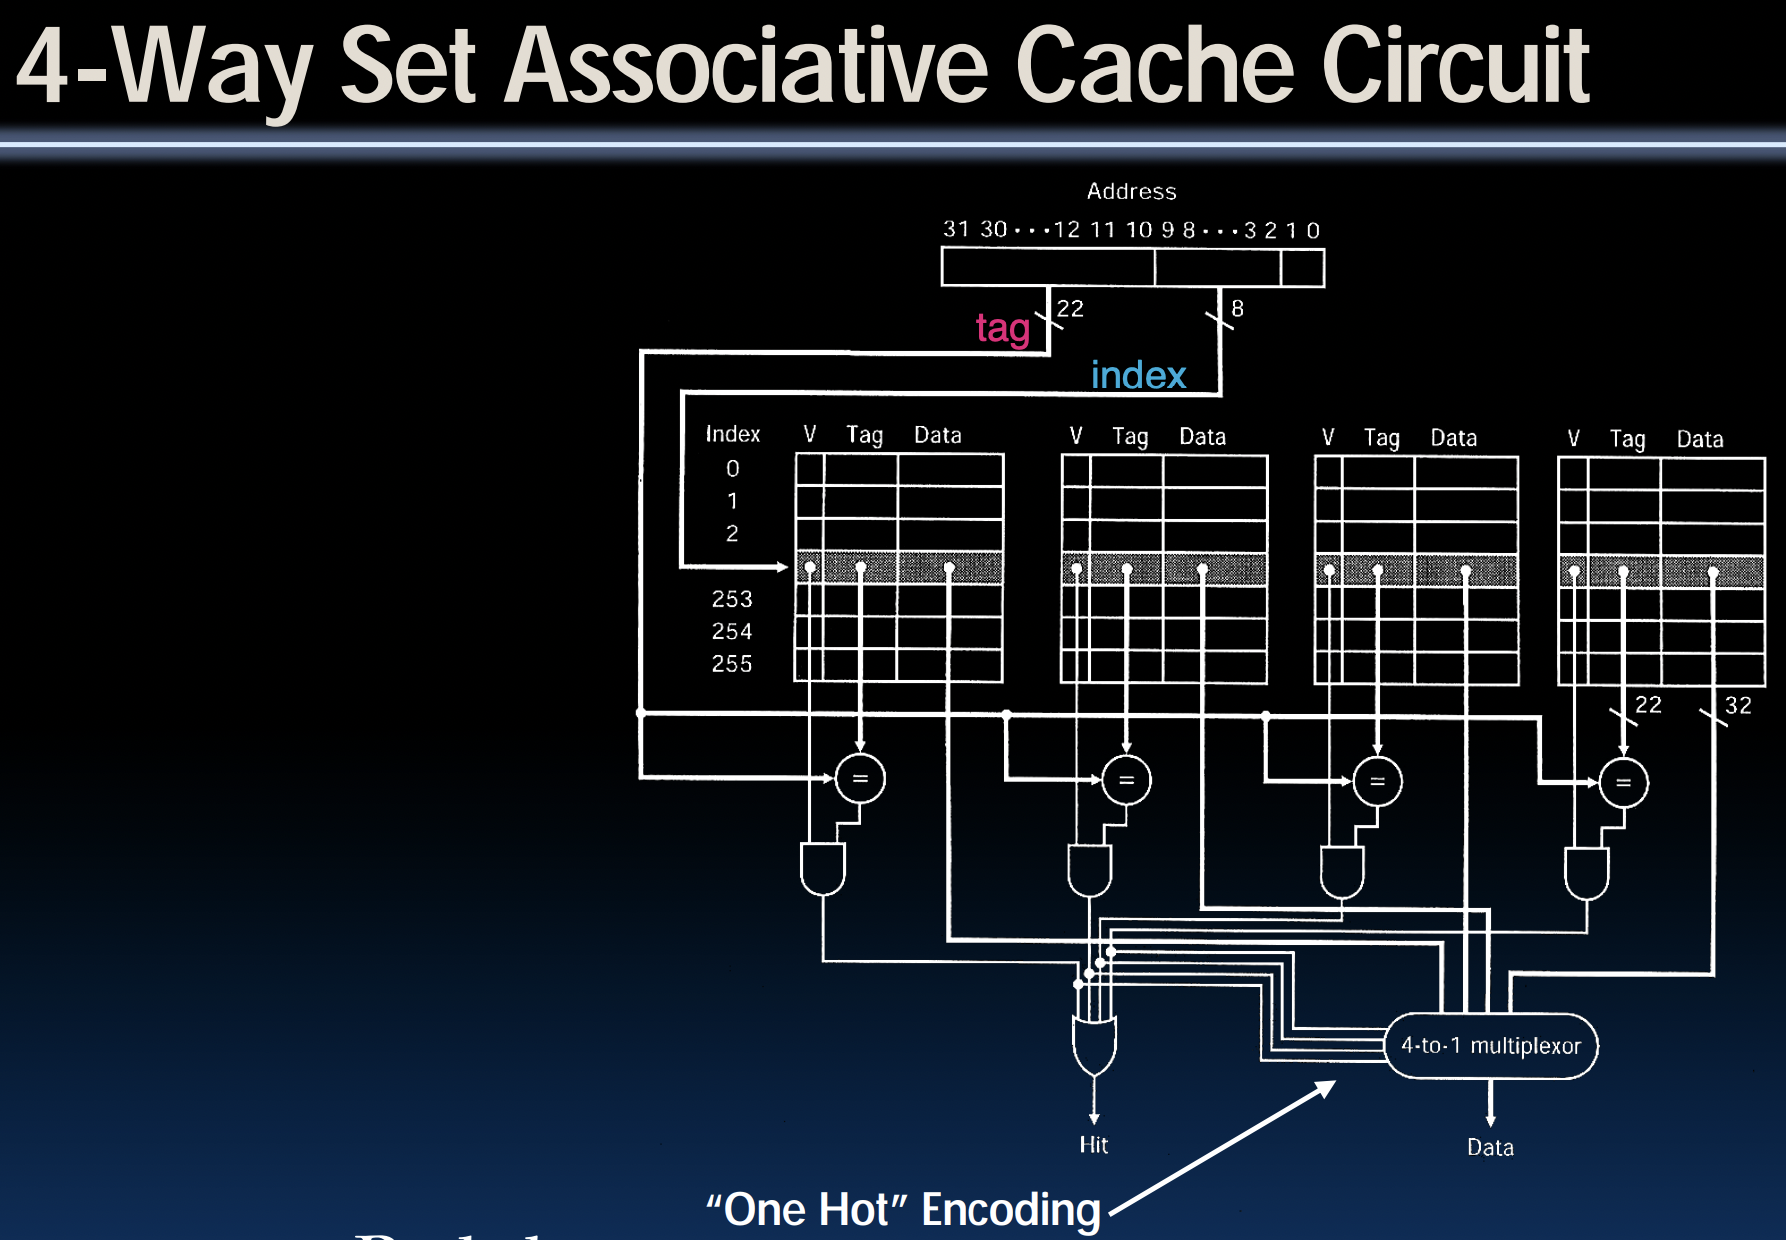 4-Way Set Associative Cache Circuit
Address
31 30 · · · 12 11 10 9 8 · · · 3 2 1 0
22
8
tag
index
Index V Tag Data V Tag Data V Tag Data V Tag Data
0
1
2
253
254
255
22
32
= = = =
4-to-1 multiplexor
Hit
Data
“One Hot” Encoding